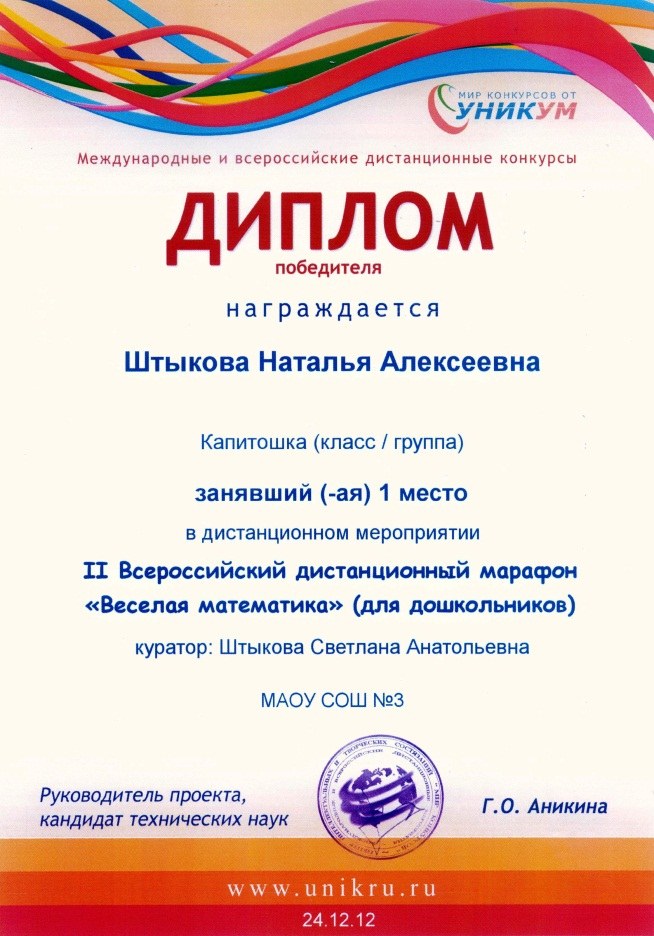 МИР КОНКУРСОВ ОТ
УНИКУМ
Международные и всероссийские дистанционные конкурсы
ДИПЛОМ
победителя
награждается
Штыкова Наталья Алексеевна
Капитошка (класс / группа)
занявший (-ая) 1 место
в дистанционном мероприятии
II Всероссийский дистанционный марафон
«Веселая математика» (для дошкольников)
куратор: Штыкова Светлана Анатольевна
МАОУ СОШ №3
Руководитель проекта,
кандидат технических наук
Г.О. Аникина
www.unikru.ru
24.12.12